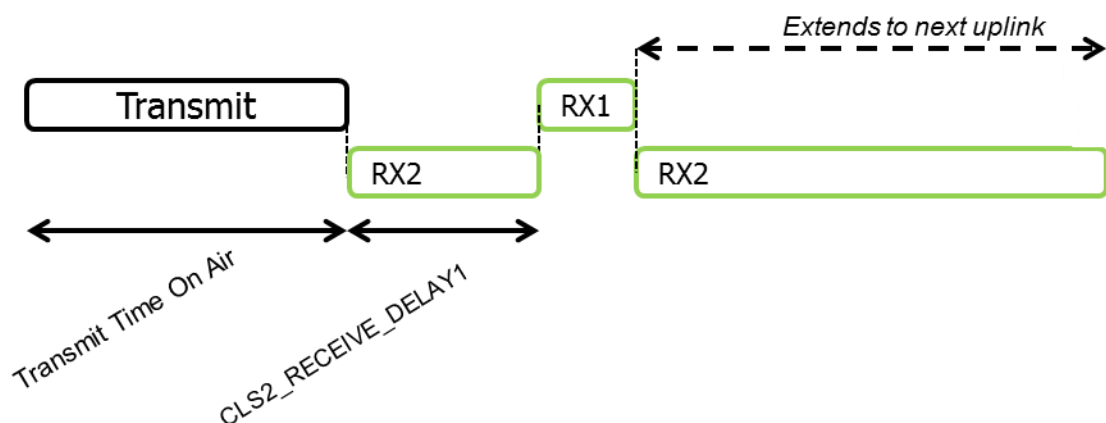 Extends to next uplink
Transmit
RX1
RX2
RX2
Transmit Time On Air
CLS2_RECEIVE_DELAY1